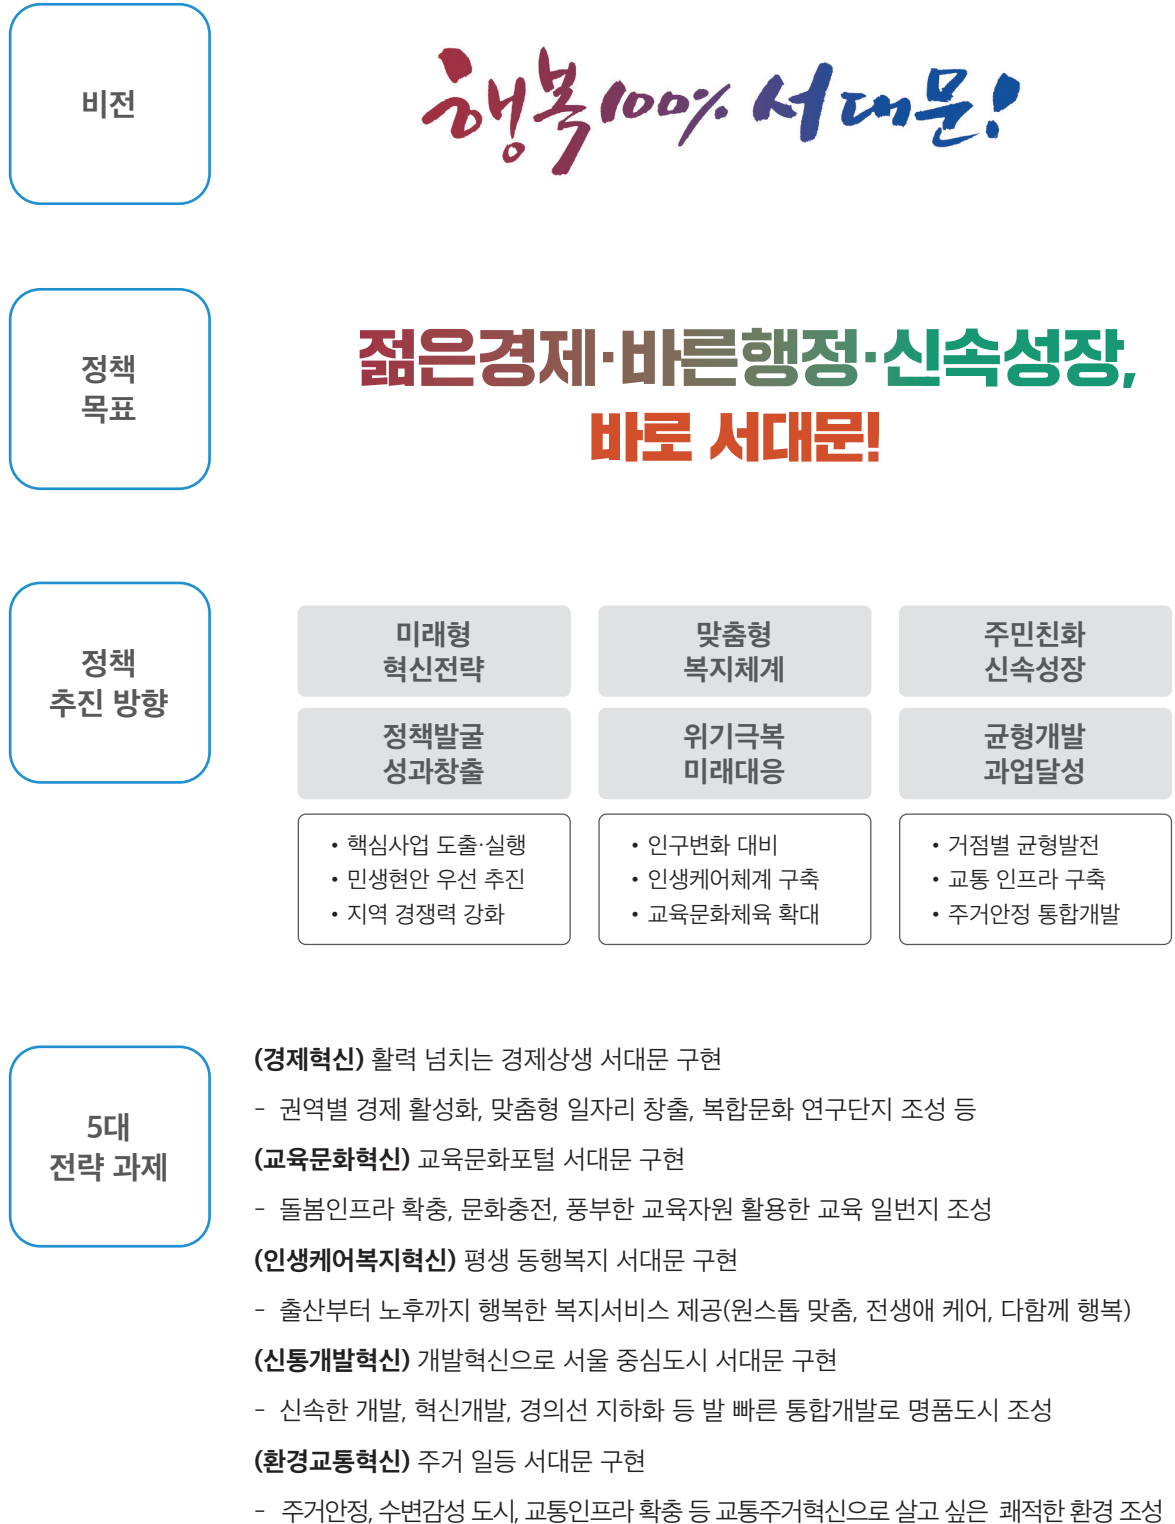 비전
행복 100% 서대문!
정책
목표
젊은경제·바른행정·신속성장,
바로 서대문!
정책
추진 방향
미래형
혁신전략
맞춤형
복지체계
주민친화
신속성장
정책발굴
성과창출
위기극복
미래대응
균형개발
과업달성
• 핵심사업 도출·실행
• 민생현안 우선 추진
• 지역 경쟁력 강화
• 인구변화 대비
• 인생케어체계 구축
• 교육문화체육 확대
• 거점별 균형발전
• 교통 인프라 구축
• 주거안정 통합개발
5대
전략 과제
(경제혁신) 활력 넘치는 경제상생 서대문 구현
- 권역별 경제 활성화, 맞춤형 일자리 창출, 복합문화 연구단지 조성 등
(교육문화혁신) 교육문화포털 서대문 구현
- 돌봄인프라 확충, 문화충전, 풍부한 교육자원 활용한 교육 일번지 조성
(인생케어복지혁신) 평생 동행복지 서대문 구현
- 출산부터 노후까지 행복한 복지서비스 제공(원스톱 맞춤, 전생애 케어, 다함께 행복)
(신통개발혁신) 개발혁신으로 서울 중심도시 서대문 구현
- 신속한 개발, 혁신개발, 경의선 지하화 등 발 빠른 통합개발로 명품도시 조성
(환경교통혁신) 주거 일등 서대문 구현
- 주거안정, 수변감성 도시, 교통인프라 확충 등 교통주거혁신으로 살고 싶은 쾌적한 환경 조성